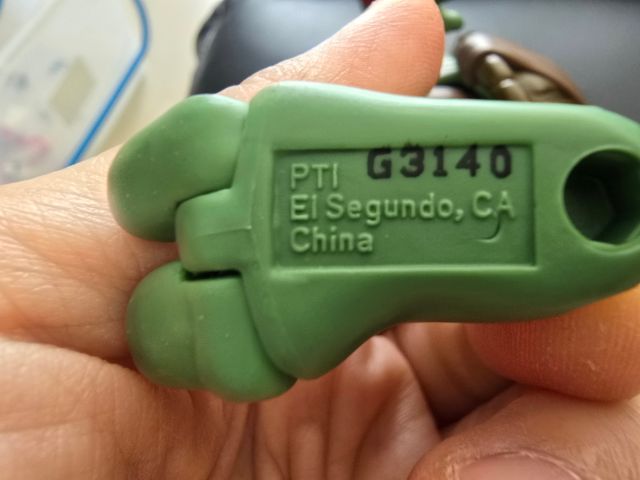 PTI G3140
El Segundo, CA
China